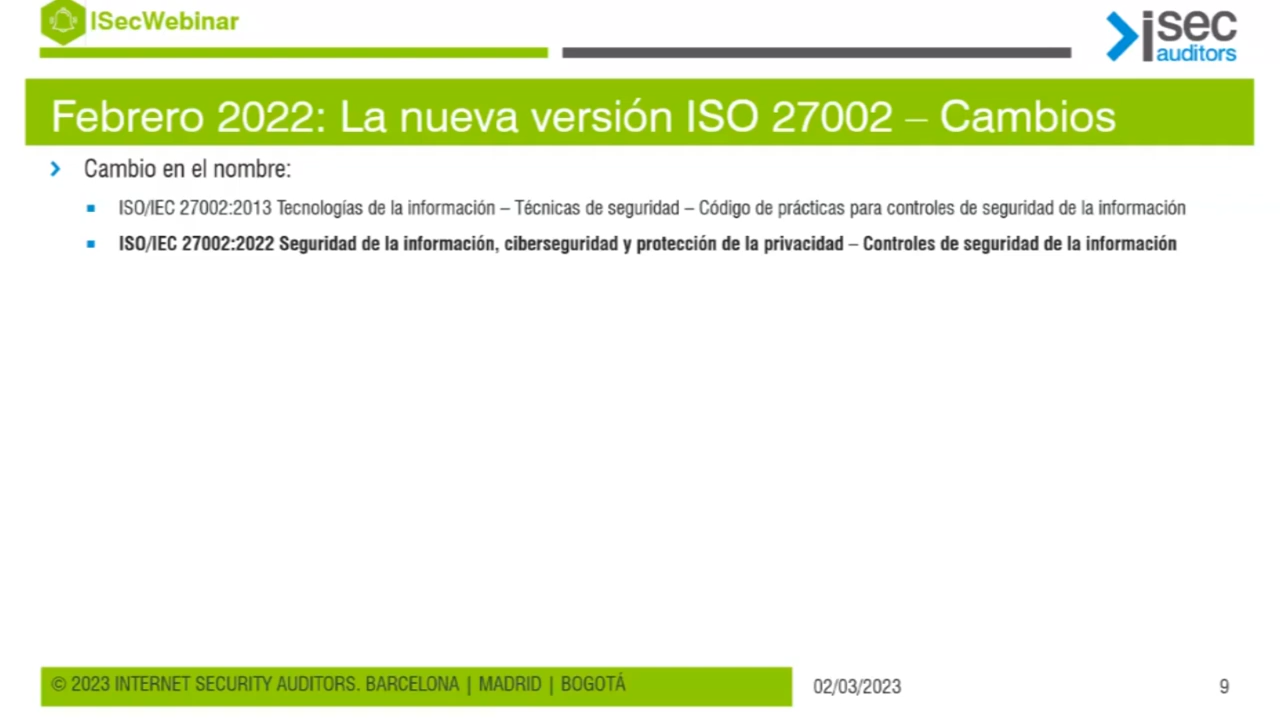 ISecWebinar
isec
auditors
Febrero 2022: La nueva versión ISO 27002 – Cambios
Cambio en el nombre:
ISO/IEC 27002:2013 Tecnologías de la información – Técnicas de seguridad – Código de prácticas para controles de seguridad de la información
ISO/IEC 27002:2022 Seguridad de la información, ciberseguridad y protección de la privacidad – Controles de seguridad de la información
© 2023 INTERNET SECURITY AUDITORS. BARCELONA | MADRID | BOGOTÁ
02/03/2023
9